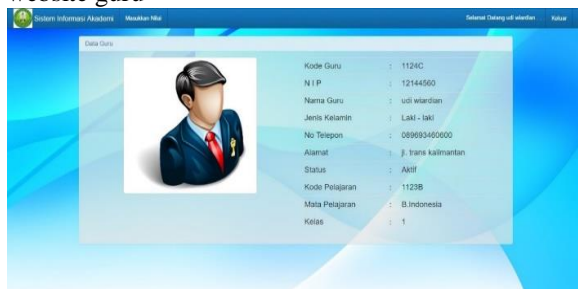 website guru
Sistem Informasi Akademi Masukkan Nilai Selamat Datang udi wiardian Keluar
Data Guru
Kode Guru : 1124C
N I P : 12144560
Nama Guru : udi wiardian
Jenis Kelamin : Laki - laki
No Telepon : 089693460600
Alamat : jl. trans kalimantan
Status : Aktif
Kode Pelajaran : 1123B
Mata Pelajaran : B.Indonesia
Kelas : 1